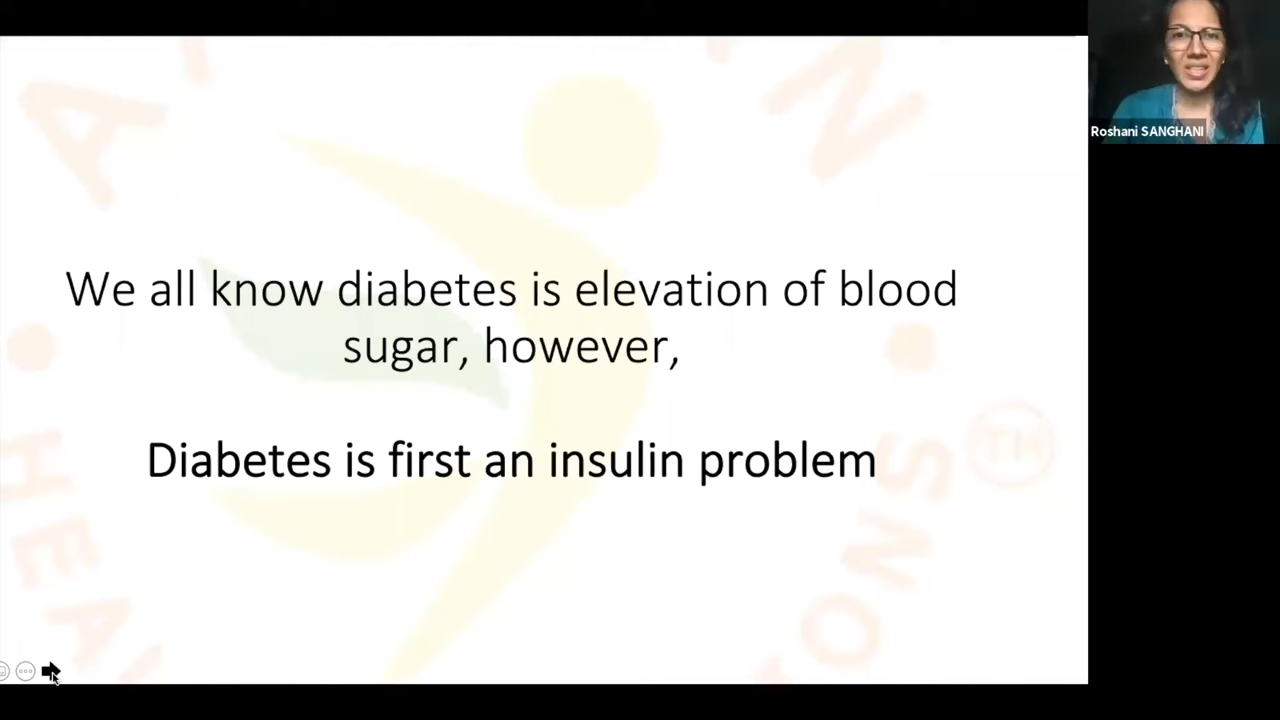 We all know diabetes is elevation of blood
sugar, however,
Diabetes is first an insulin problem
Roshani SANGHANI